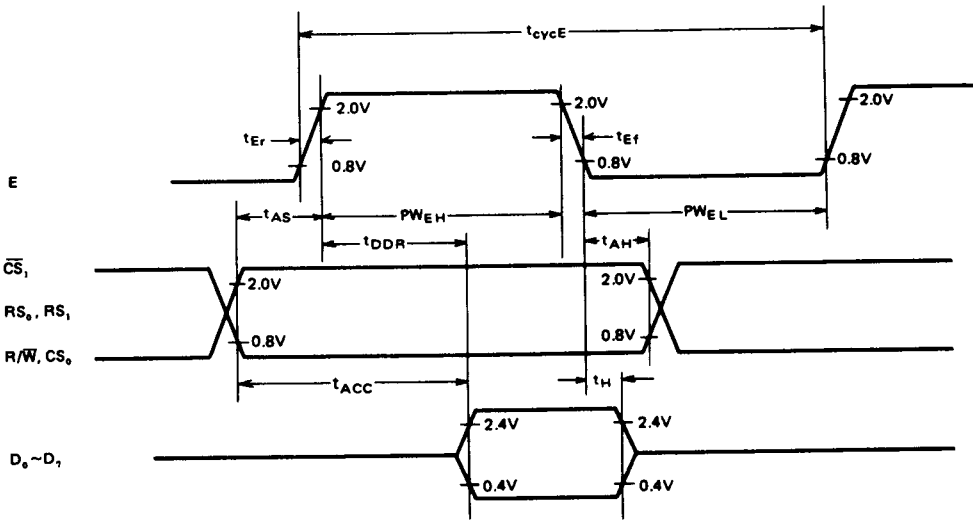 tcycE
2.0V
2.0V
2.0V
tEr
tEf
0.8V
0.8V
0.8V
E
tAS
PWEH
PWEL
tDDR
tAH
C̅S̅1
2.0V
2.0V
RS0, RS1
0.8V
0.8V
R/W̅, CS0
tACC
tH
2.4V
2.4V
D0~D7
0.4V
0.4V